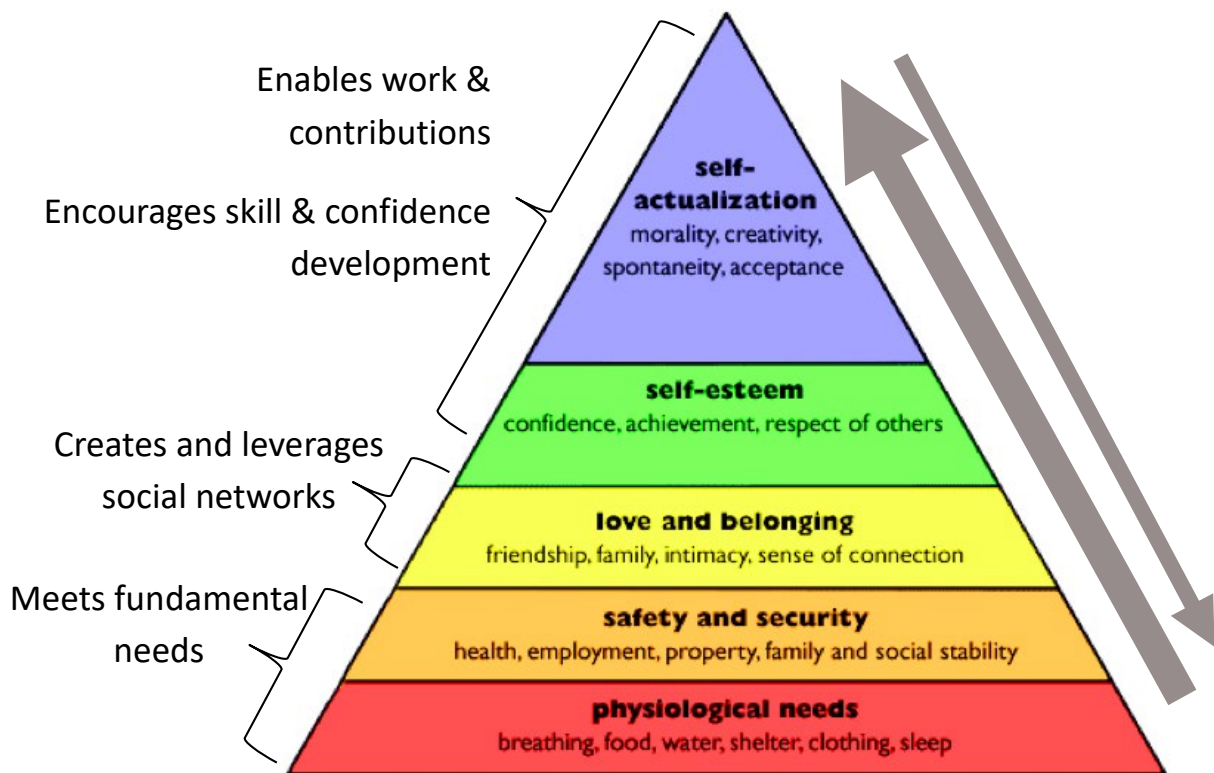 Enables work &
contributions
Encourages skill & confidence
development
Creates and leverages
social networks
Meets fundamental
needs
self-
actualization
morality, creativity,
spontaneity, acceptance
self-esteem
confidence, achievement, respect of others
love and belonging
friendship, family, intimacy, sense of connection
safety and security
health, employment, property, family and social stability
physiological needs
breathing, food, water, shelter, clothing, sleep